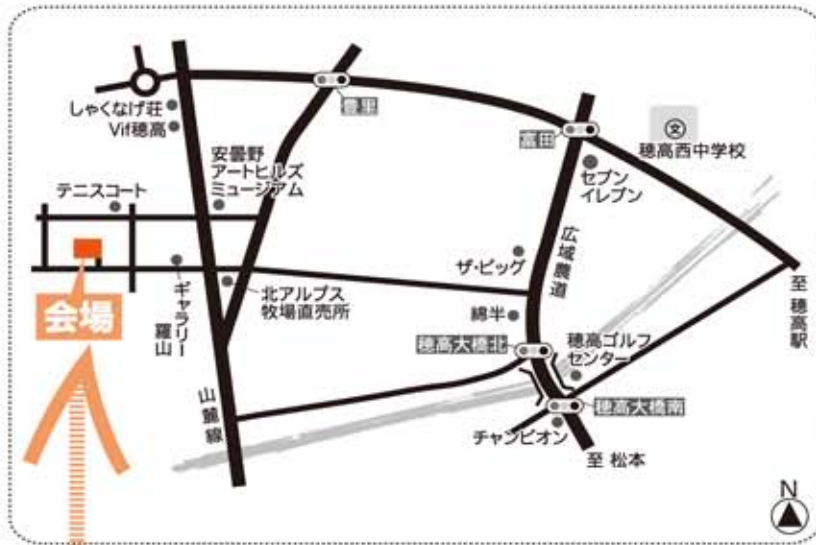 しゃくなげ荘
Vif穂高
豊里
富田
文
穂高西中学校
安曇野
アートヒルズ
ミュージアム
セブン
イレブン
テニスコート
広域農道
ザ・ビッグ
会場
ギャラリー
羅山
北アルプス
牧場直売所
綿半
至 穂高駅
穂高大橋北
穂高ゴルフ
センター
山麓線
穂高大橋南
チャンピオン
至 松本
N